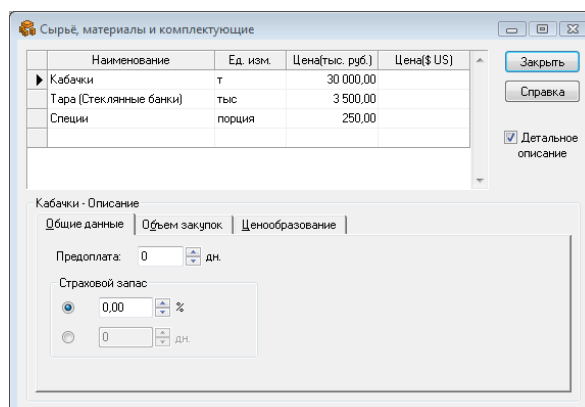 Сырьё, материалы и комплектующие
Наименование Ед. изм. Цена(тыс. руб.) Цена($ US)
Кабачки т 30 000,00
Тара (Стеклянные банки) тыс 3 500,00
Специи порция 250,00
Закрыть
Справка
Детальное
описание
Кабачки - Описание
Общие данные Объем закупок Ценообразование
Предоплата: 0 дн.
Страховой запас
0,00 %
0 дн.